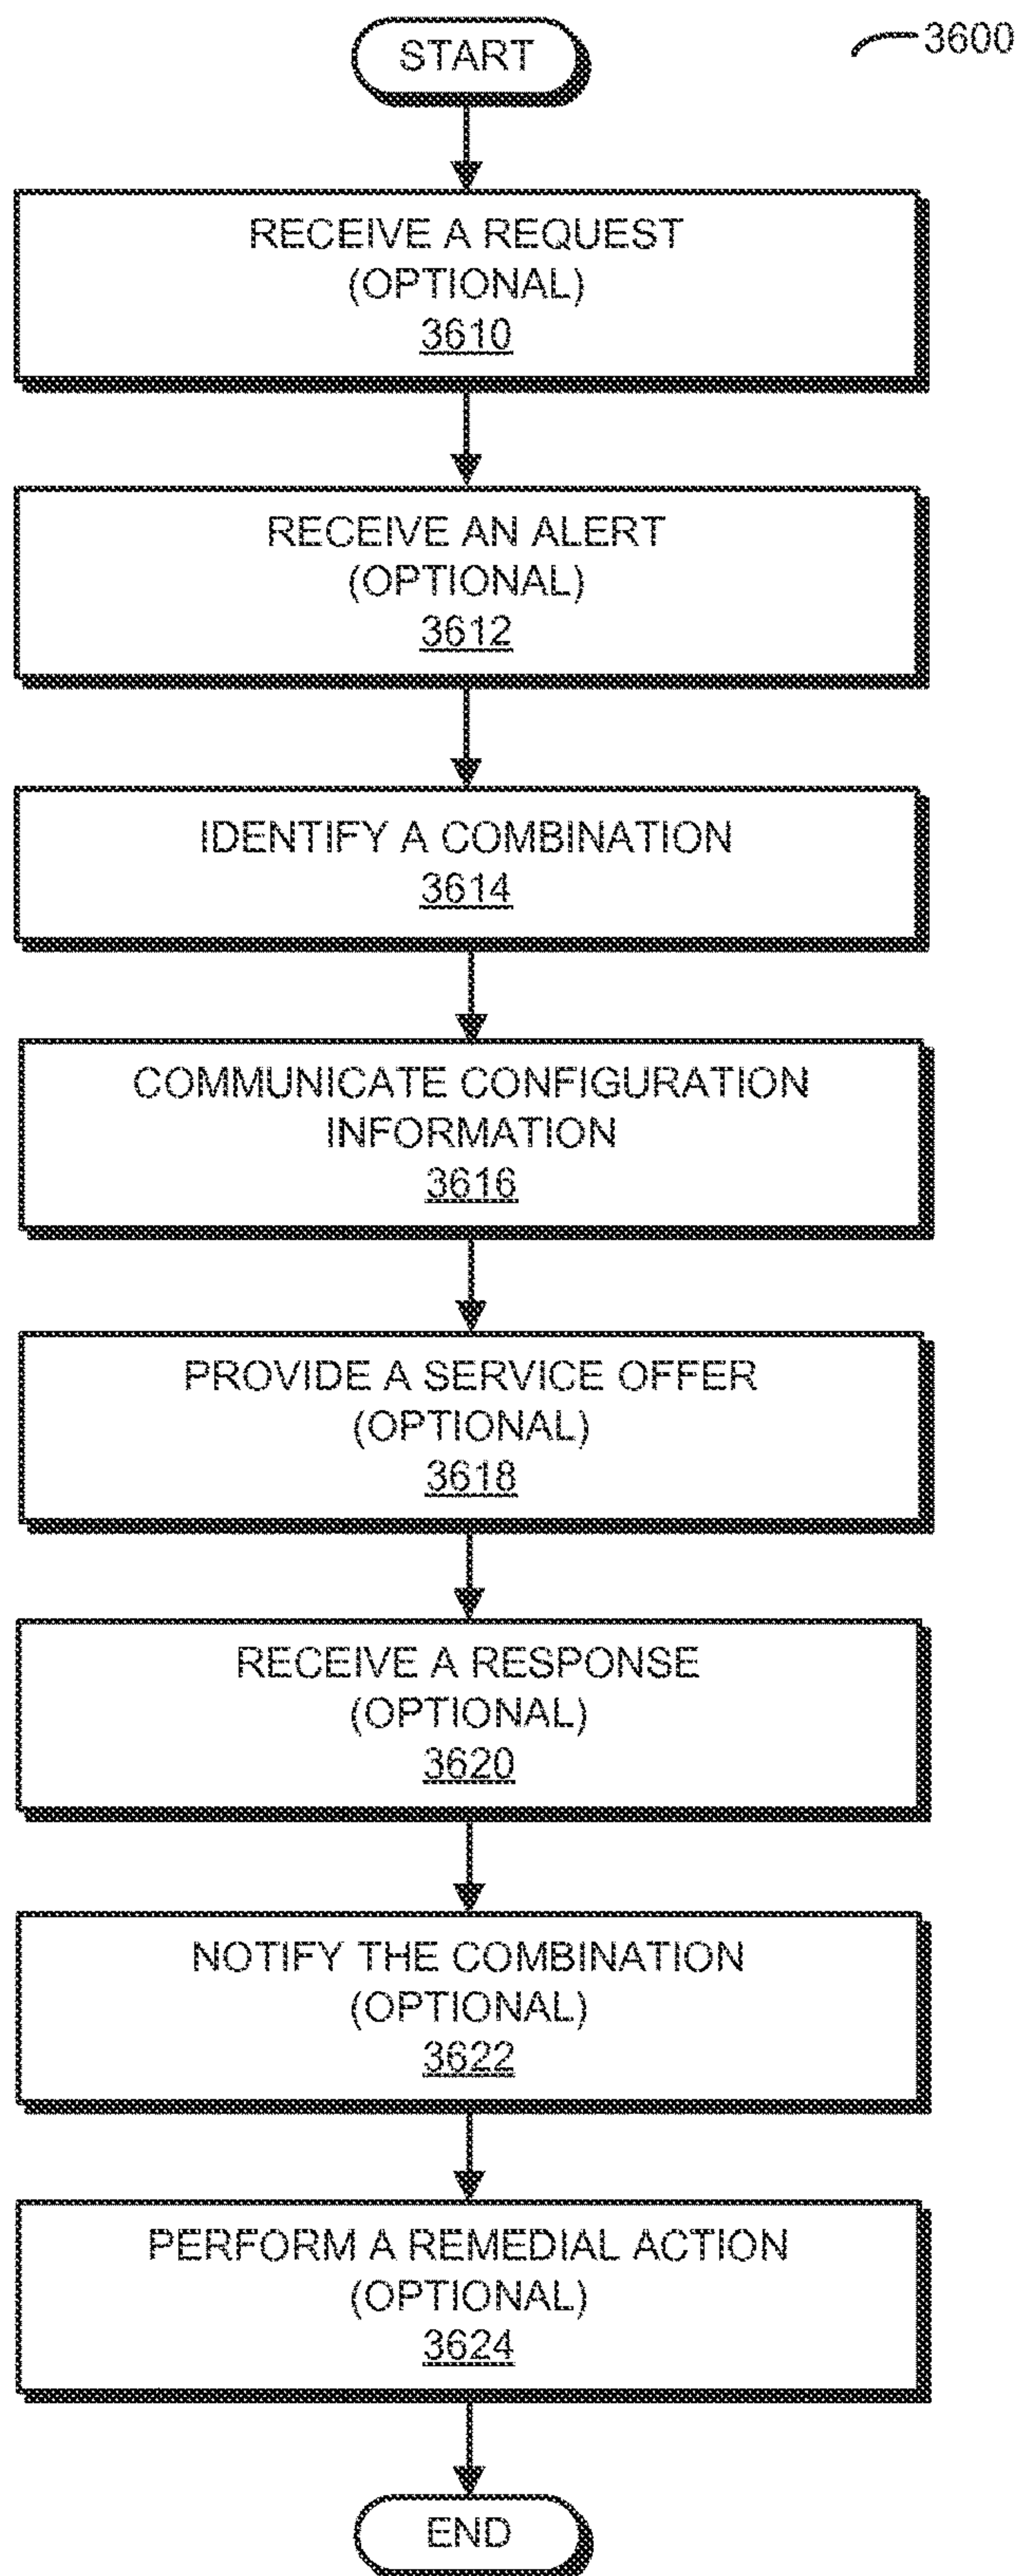 3600
START
RECEIVE A REQUEST
(OPTIONAL)
3610
RECEIVE AN ALERT
(OPTIONAL)
3612
IDENTIFY A COMBINATION
3614
COMMUNICATE CONFIGURATION
INFORMATION
3616
PROVIDE A SERVICE OFFER
(OPTIONAL)
3618
RECEIVE A RESPONSE
(OPTIONAL)
3620
NOTIFY THE COMBINATION
(OPTIONAL)
3622
PERFORM A REMEDIAL ACTION
(OPTIONAL)
3624
END